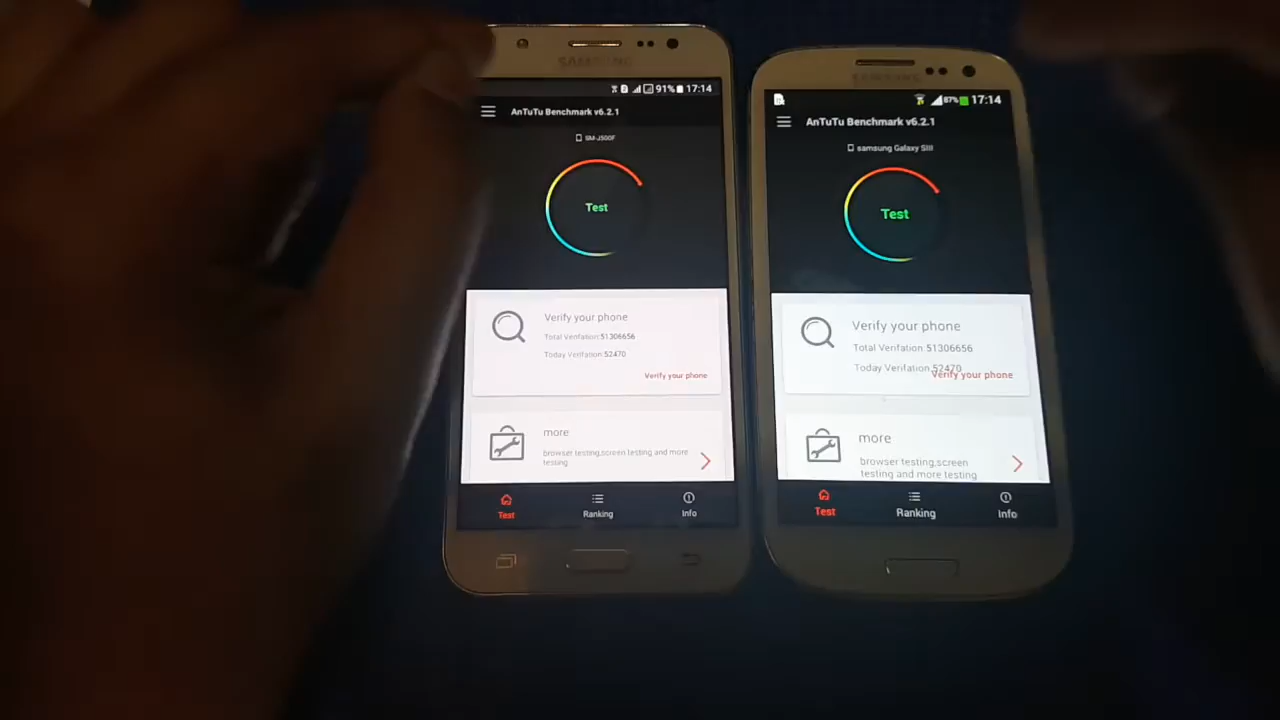 SAMSUNG
91% 17:14
AnTuTu Benchmark v6.2.1
SM-J500F
Test
Verify your phone
Total Verifation:51306656
Today Verifation:52470
Verify your phone
more
browser testing,screen testing and more
testing
Test
Ranking
Info
SAMSUNG
87% 17:14
AnTuTu Benchmark v6.2.1
samsung Galaxy SIII
Test
Verify your phone
Total Verifation:51306656
Today Verifation:52470
Verify your phone
more
browser testing,screen
testing and more testing
Test
Ranking
Info